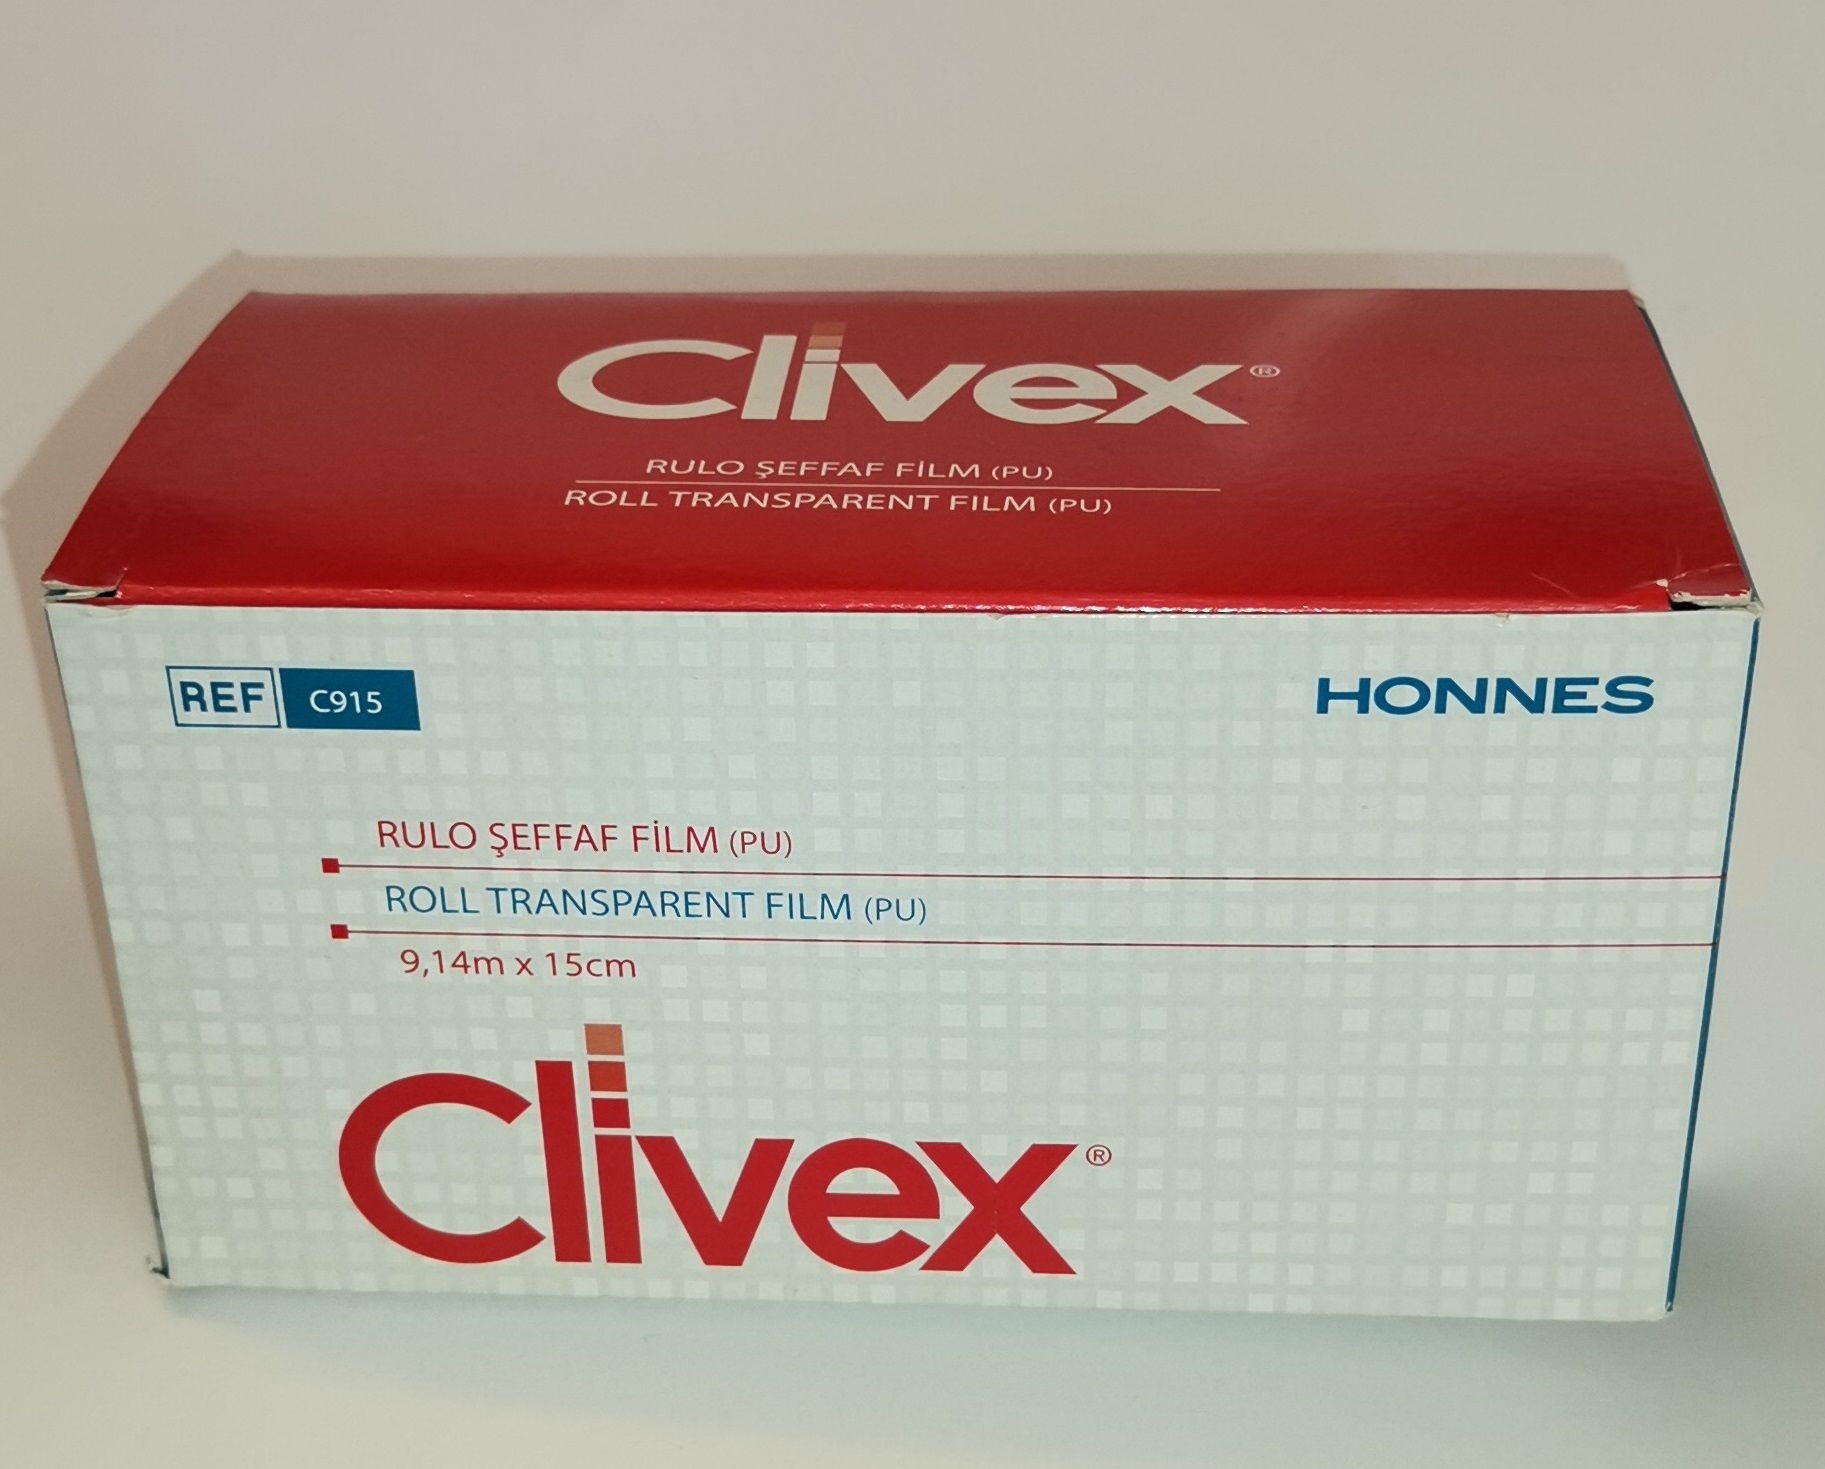 Clivex®
RULO ŞEFFAF FİLM (PU)
ROLL TRANSPARENT FILM (PU)
REF C915
HONNES
RULO ŞEFFAF FİLM (PU)
ROLL TRANSPARENT FILM (PU)
9,14m x 15cm
Clivex®